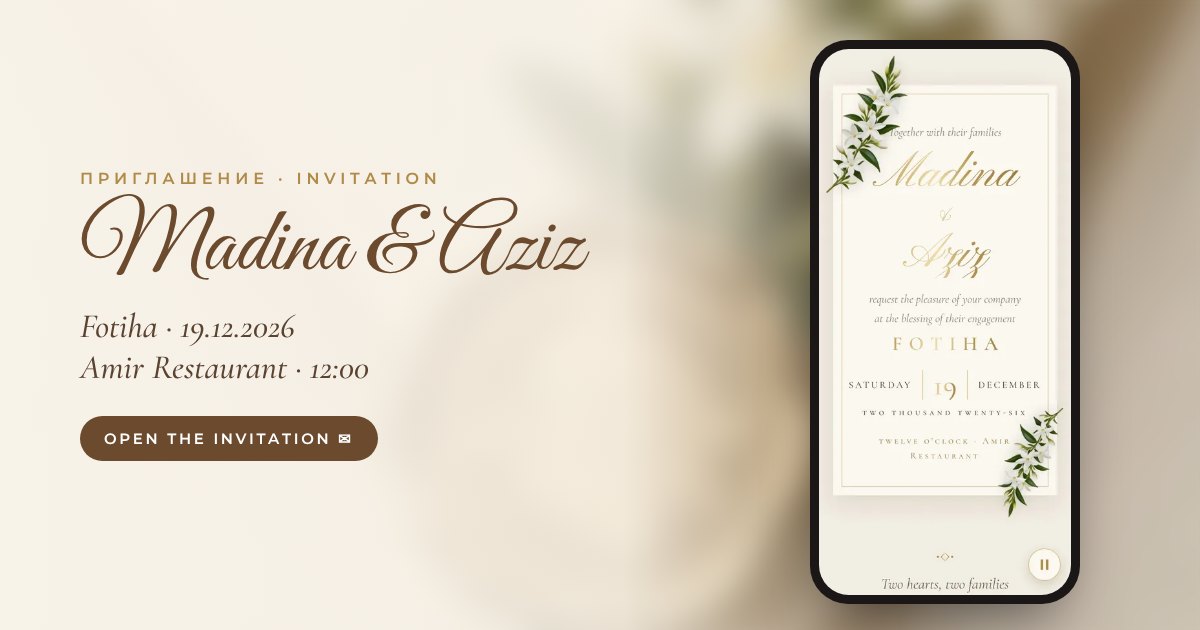 ПРИГЛАШЕНИЕ · INVITATION
Madina & Aziz
Fotiha · 19.12.2026
Amir Restaurant · 12:00
OPEN THE INVITATION ✉
Together with their families
Madina
&
Aziz
request the pleasure of your company
at the blessing of their engagement
FOTIHA
SATURDAY 19 DECEMBER
TWO THOUSAND TWENTY-SIX
TWELVE O'CLOCK · AMIR
RESTAURANT
Two hearts, two families